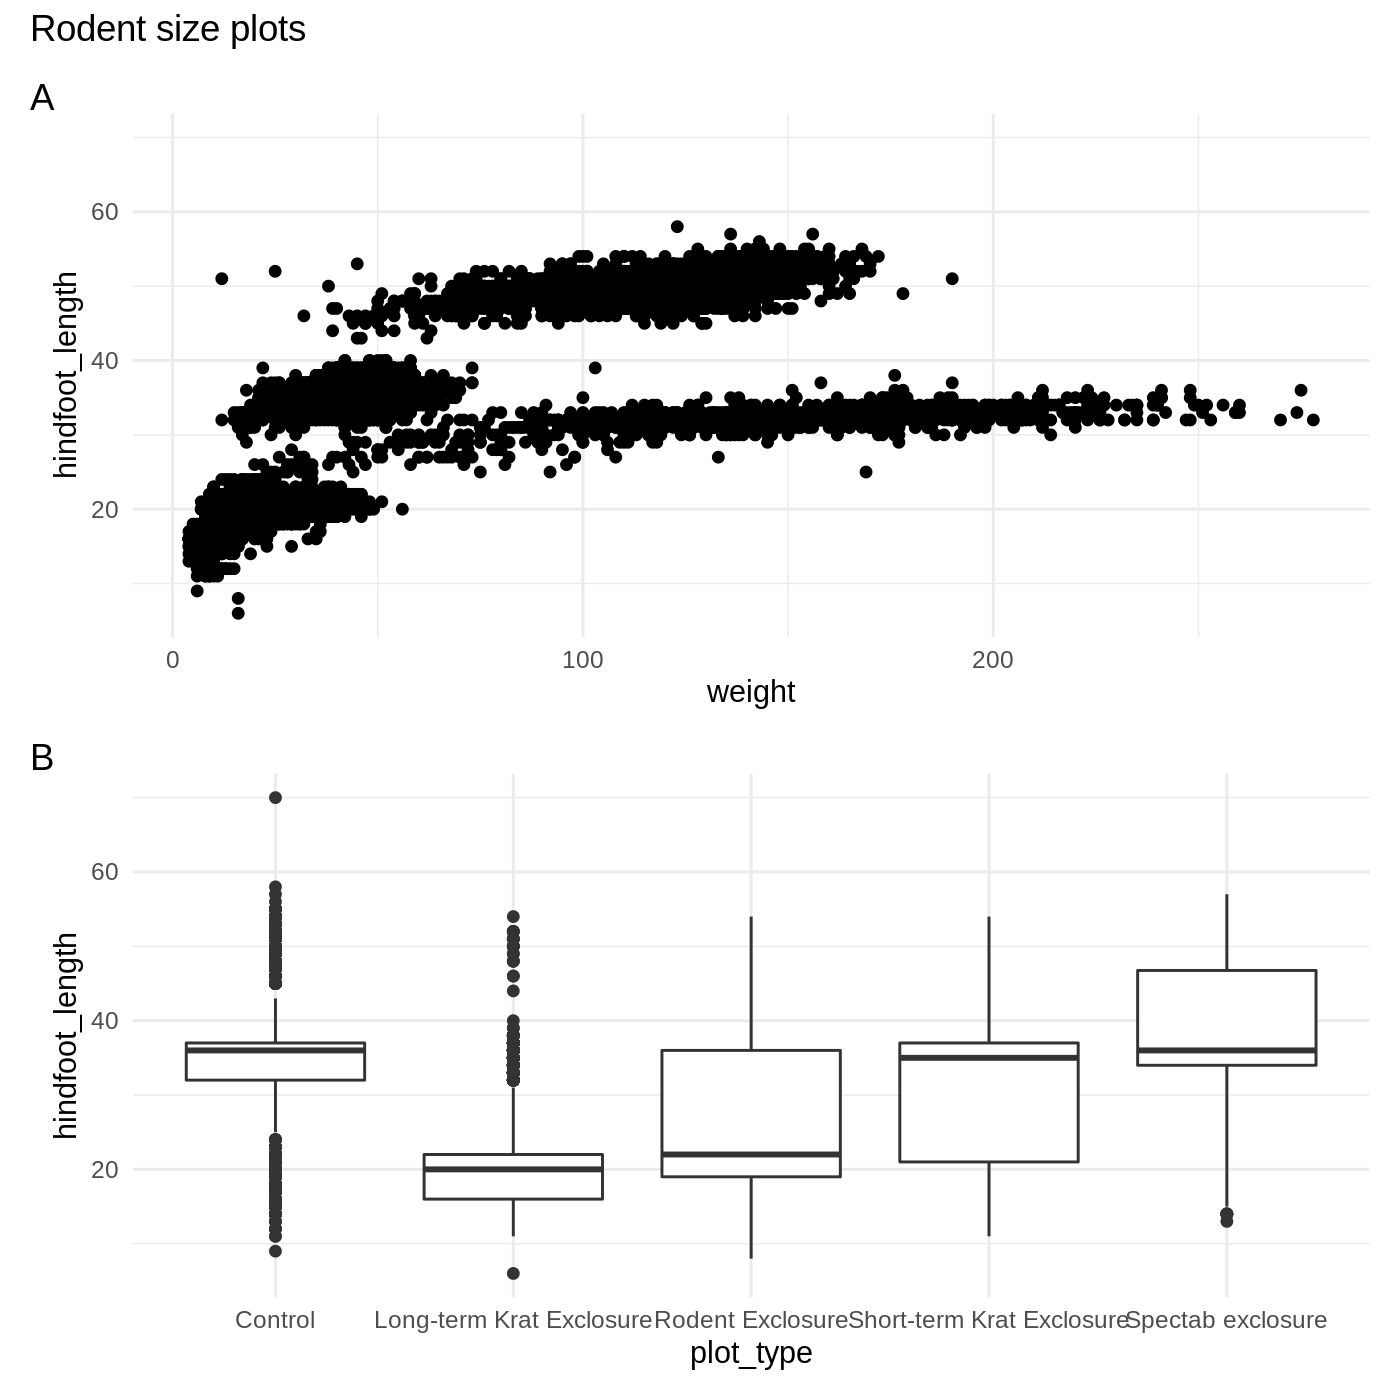 Rodent size plots
A
hindfoot_length
60
40
20
0 100 200
weight
B
hindfoot_length
60
40
20
Control Long-term Krat Exclosure Rodent Exclosure Short-term Krat Exclosure Spectab exclosure
plot_type